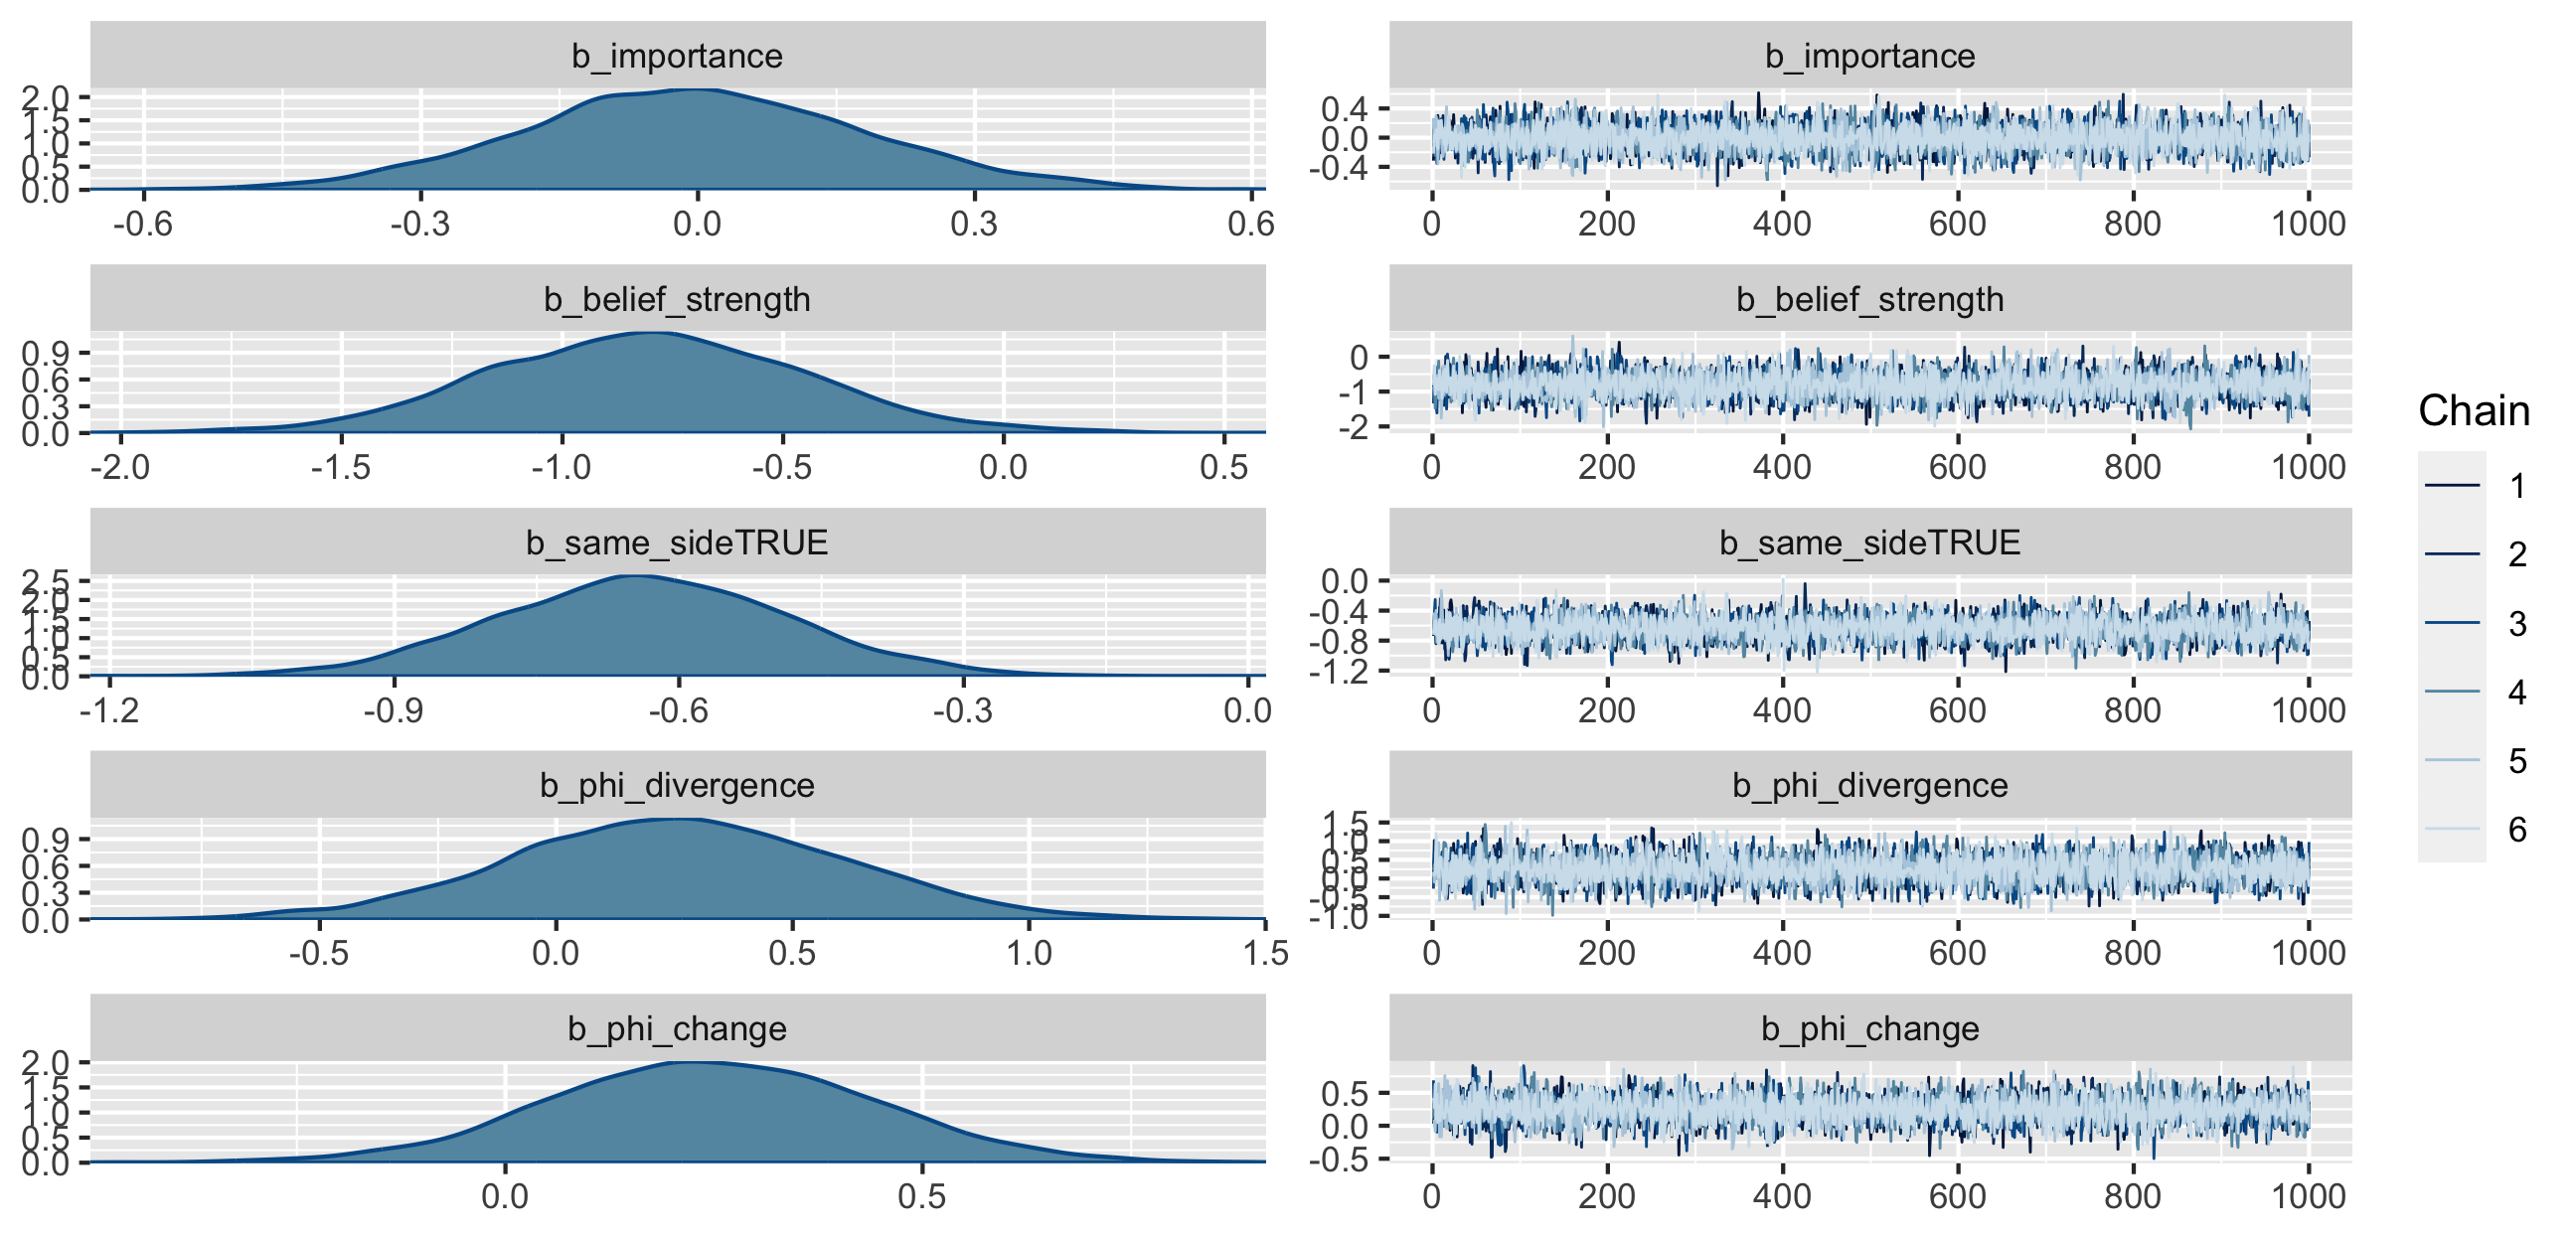 b_importance
2.0
1.5
1.0
0.5
0.0
-0.6 -0.3 0.0 0.3 0.6
b_importance
0.4
0.0
-0.4
0 200 400 600 800 1000
b_belief_strength
0.9
0.6
0.3
0.0
-2.0 -1.5 -1.0 -0.5 0.0 0.5
b_belief_strength
0
-1
-2
0 200 400 600 800 1000
b_same_sideTRUE
2.5
2.0
1.5
1.0
0.5
0.0
-1.2 -0.9 -0.6 -0.3 0.0
b_same_sideTRUE
0.0
-0.4
-0.8
-1.2
0 200 400 600 800 1000
b_phi_divergence
0.9
0.6
0.3
0.0
-0.5 0.0 0.5 1.0 1.5
b_phi_divergence
1.5
1.0
0.5
0.0
-0.5
-1.0
0 200 400 600 800 1000
b_phi_change
2.0
1.5
1.0
0.5
0.0
0.0 0.5
b_phi_change
0.5
0.0
-0.5
0 200 400 600 800 1000
Chain
1
2
3
4
5
6